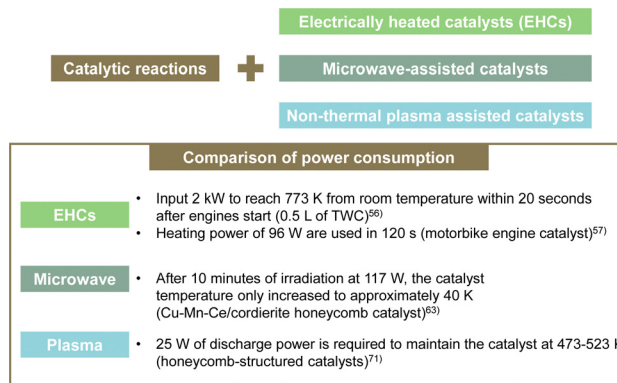 Electrically heated catalysts (EHCs)
Catalytic reactions
Microwave-assisted catalysts
Non-thermal plasma assisted catalysts
Comparison of power consumption
EHCs
• Input 2 kW to reach 773 K from room temperature within 20 seconds
after engines start (0.5 L of TWC)56)
• Heating power of 96 W are used in 120 s (motorbike engine catalyst)57)
Microwave
• After 10 minutes of irradiation at 117 W, the catalyst
temperature only increased to approximately 40 K
(Cu-Mn-Ce/cordierite honeycomb catalyst)63)
Plasma
• 25 W of discharge power is required to maintain the catalyst at 473-523 K
(honeycomb-structured catalysts)71)